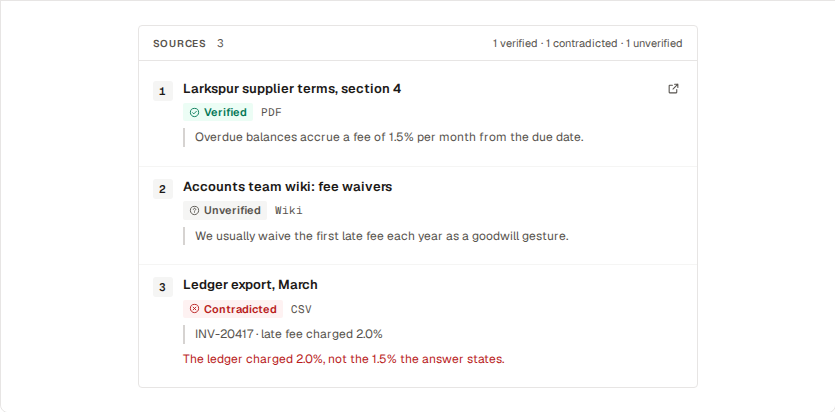 SOURCES 3
1 verified · 1 contradicted · 1 unverified
1
Larkspur supplier terms, section 4
Verified PDF
Overdue balances accrue a fee of 1.5% per month from the due date.
2
Accounts team wiki: fee waivers
Unverified Wiki
We usually waive the first late fee each year as a goodwill gesture.
3
Ledger export, March
Contradicted CSV
INV-20417 · late fee charged 2.0%
The ledger charged 2.0%, not the 1.5% the answer states.